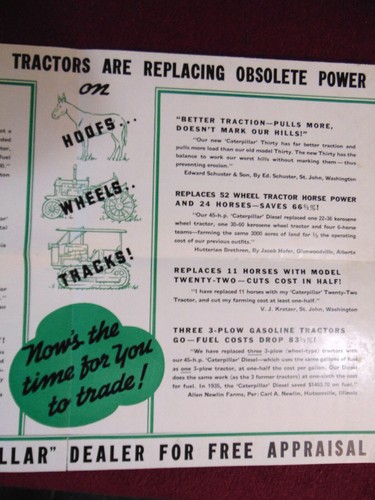 TRACTORS ARE REPLACING OBSOLETE POWER
on
HOOFS...
WHEELS...
TRACKS!
Now's the
time for You
to trade!
"BETTER TRACTION—PULLS MORE,
DOESN'T MARK OUR HILLS!"
"Our new 'Caterpillar' Thirty has far better traction and
pulls more load than our old model Thirty. The new Thirty has the
balance to work our worst hills without marking them — thus
preventing erosion."
Edward Schuster & Son, By Ed. Schuster, St. John, Washington
REPLACES 52 WHEEL TRACTOR HORSE POWER
AND 24 HORSES—SAVES 66⅔%!
"Our 45-h.p. 'Caterpillar' Diesel replaced one 22-36 kerosene
wheel tractor, one 30-60 kerosene wheel tractor and four 6-horse
teams—farming the same 3000 acres of land for ⅓ the operating
cost of our previous outfits."
Hutterian Brethren, By Jacob Hofer, Alberta
REPLACES 11 HORSES WITH MODEL
TWENTY-TWO—CUTS COST IN HALF!
"I have replaced 11 horses with my 'Caterpillar' Twenty-Two
Tractor, and cut my farming cost at least one-half."
V. J. Kretzer, St. John, Washington
THREE 3-PLOW GASOLINE TRACTORS
GO—FUEL COSTS DROP 83⅓%!
"We have replaced three 3-plow (wheel-type) tractors with
our 45-h.p. 'Caterpillar' Diesel—which uses the same gallons of fuel
as one 3-plow tractor, at one-half the cost per gallon. Our Diesel
does the same work (as the 3 former tractors) at one-sixth the cost
for fuel. In 1935, the 'Caterpillar' Diesel saved on fuel."
Allen Newlin Farms, Per: Carl A. Newlin, Hutsonville, Illinois
LLAR" DEALER FOR FREE APPRAISAL